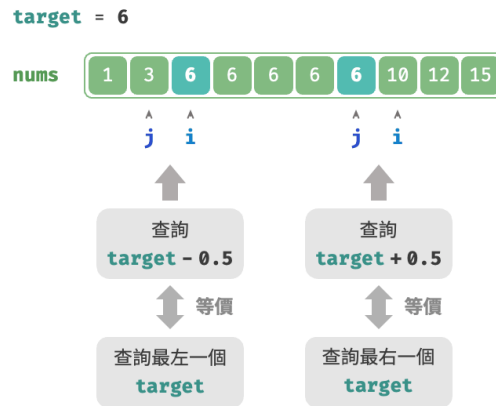 target = 6
nums 1 3 6 6 6 6 6 10 12 15
j i j i
查詢 查詢
target - 0.5 target + 0.5
等價 等價
查詢最左一個 查詢最右一個
target target